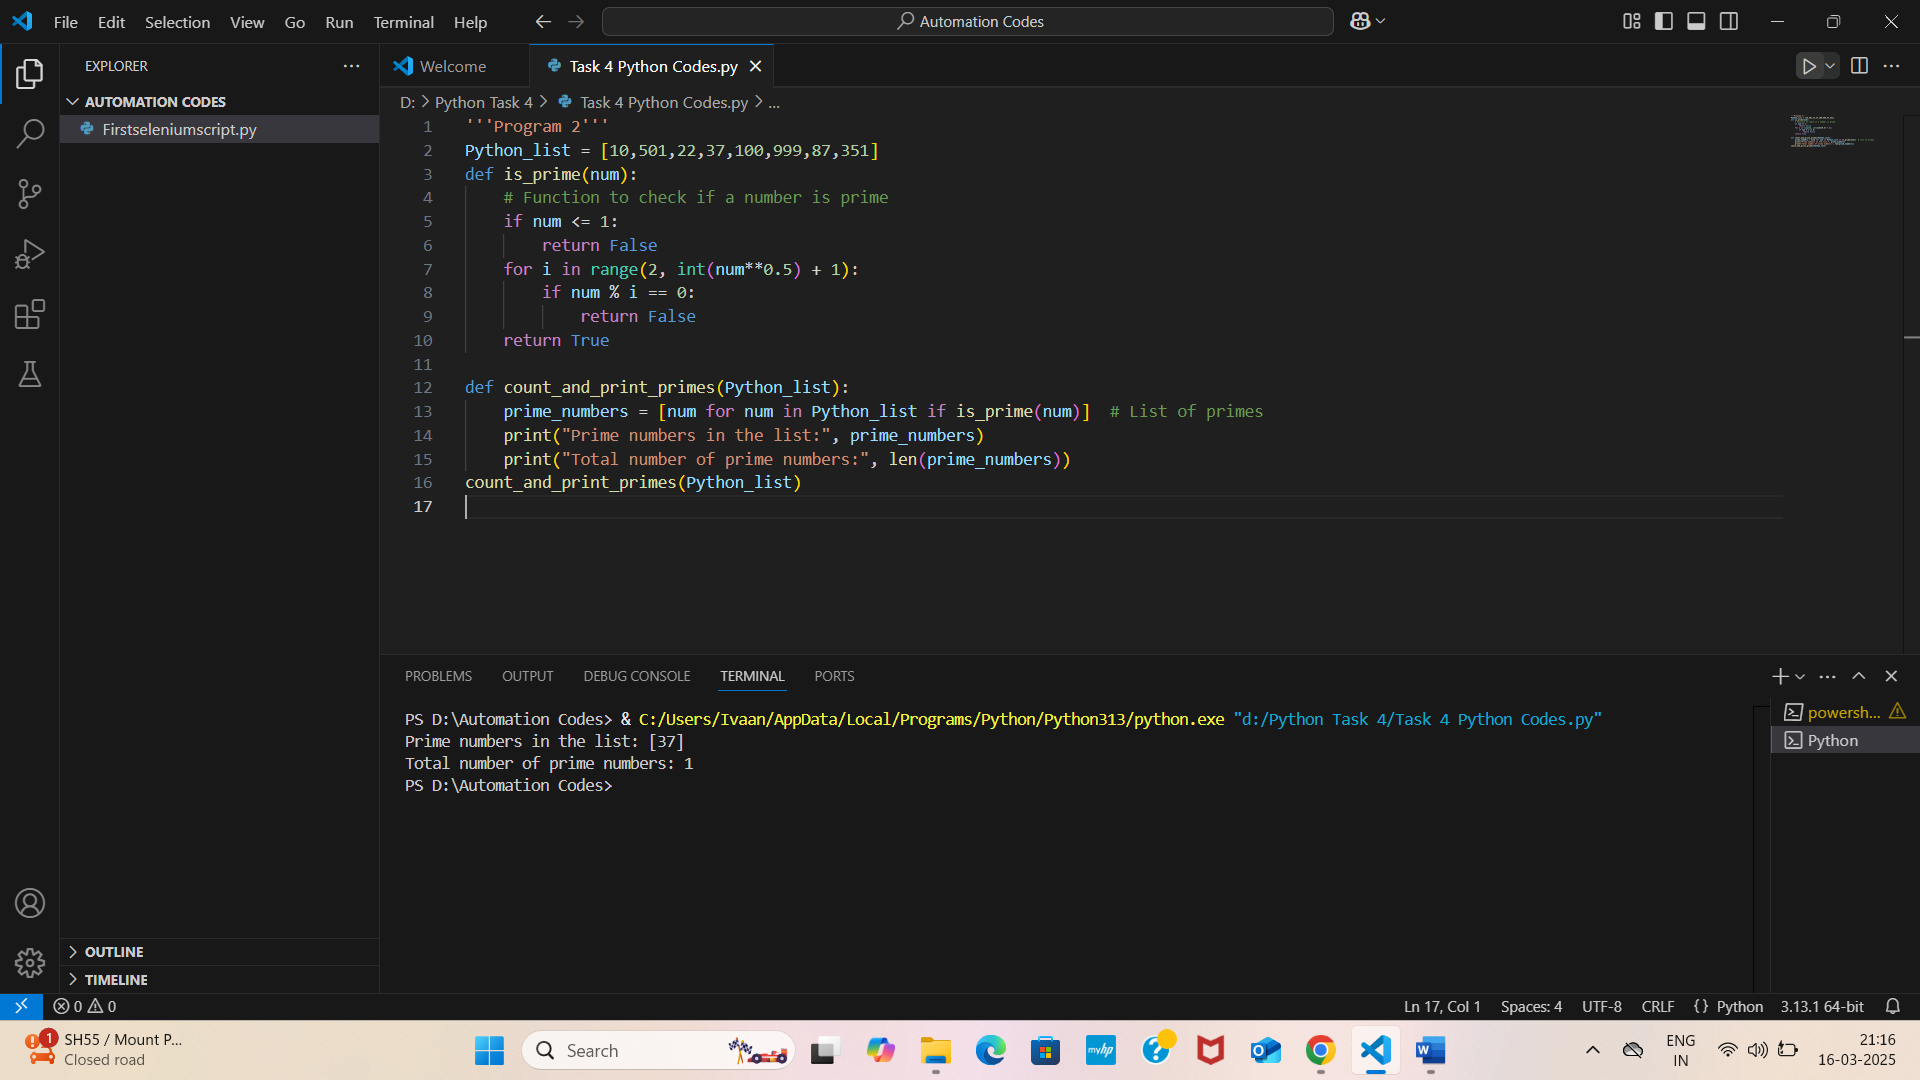 File Edit Selection View Go Run Terminal Help
Automation Codes
EXPLORER
AUTOMATION CODES
Firstseleniumscript.py
OUTLINE
TIMELINE
Welcome
Task 4 Python Codes.py
D: > Python Task 4 > Task 4 Python Codes.py > ...
1 '''Program 2'''
2 Python_list = [10,501,22,37,100,999,87,351]
3 def is_prime(num):
4     # Function to check if a number is prime
5     if num <= 1:
6         return False
7     for i in range(2, int(num**0.5) + 1):
8         if num % i == 0:
9             return False
10     return True
11
12 def count_and_print_primes(Python_list):
13     prime_numbers = [num for num in Python_list if is_prime(num)]  # List of primes
14     print("Prime numbers in the list:", prime_numbers)
15     print("Total number of prime numbers:", len(prime_numbers))
16 count_and_print_primes(Python_list)
17
PROBLEMS OUTPUT DEBUG CONSOLE TERMINAL PORTS
PS D:\Automation Codes> & C:/Users/Ivaan/AppData/Local/Programs/Python/Python313/python.exe "d:/Python Task 4/Task 4 Python Codes.py"
Prime numbers in the list: [37]
Total number of prime numbers: 1
PS D:\Automation Codes>
powersh...
Python
0 0
Ln 17, Col 1 Spaces: 4 UTF-8 CRLF {} Python 3.13.1 64-bit
1
SH55 / Mount P...
Closed road
Search
myhp
ENG
IN
21:16
16-03-2025